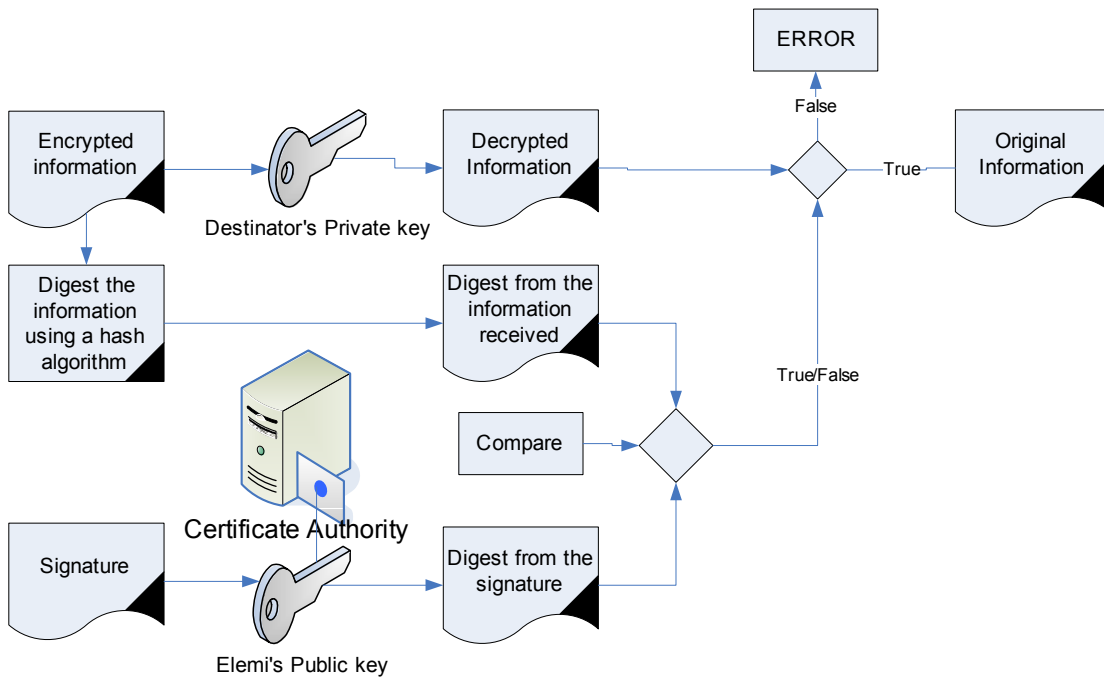 ERROR
False
Encrypted
information
Decrypted
Information
True
Original
Information
Destinator's Private key
Digest the
information
using a hash
algorithm
Digest from the
information
received
True/False
Compare
Certificate Authority
Signature
Digest from the
signature
Elemi's Public key